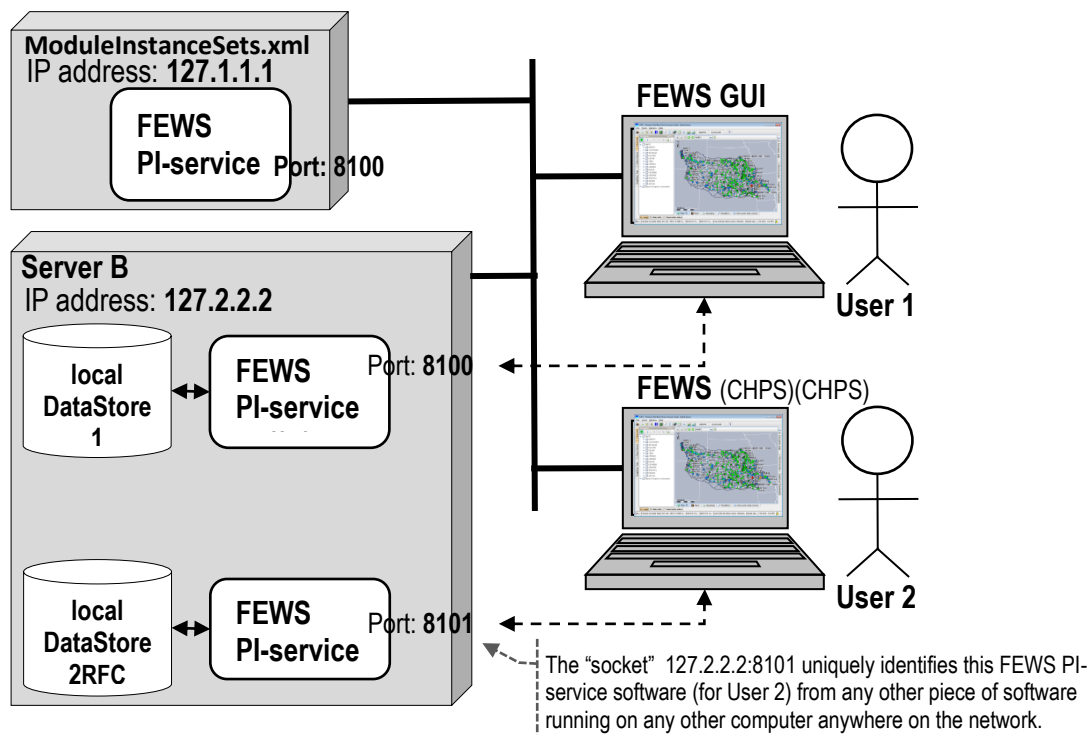 ModuleInstanceSets.xml
IP address: 127.1.1.1
FEWS
PI-service
Port: 8100
Server B
IP address: 127.2.2.2
local
DataStore
1
FEWS
PI-service
Port: 8100
local
DataStore
2RFC
FEWS
PI-service
Port: 8101
FEWS GUI
User 1
FEWS (CHPS)(CHPS)
User 2
The “socket” 127.2.2.2:8101 uniquely identifies this FEWS PI-
service software (for User 2) from any other piece of software
running on any other computer anywhere on the network.